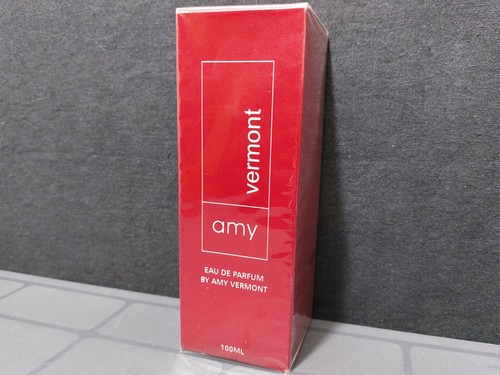 vermont
amy
EAU DE PARFUM
BY AMY VERMONT
100ML